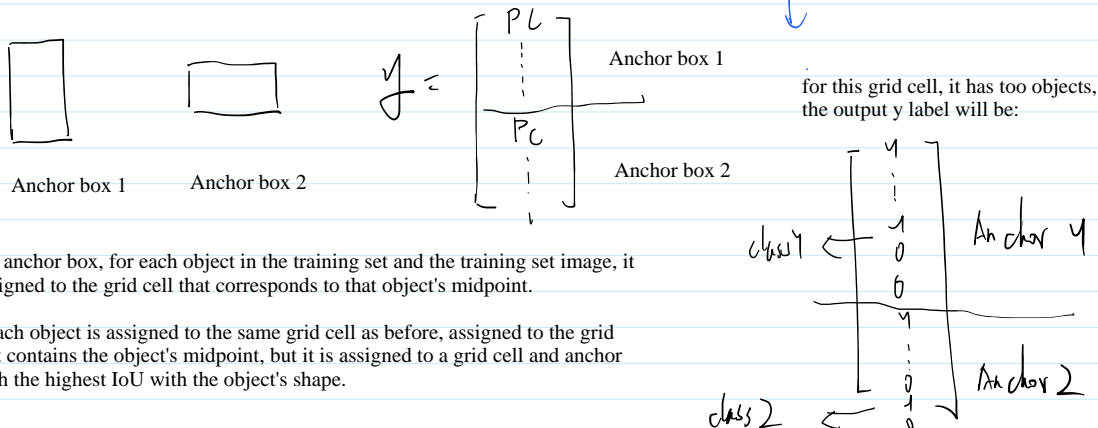 PC
Anchor box 1
y =
PC
Anchor box 2
Anchor box 1
Anchor box 2
for this grid cell, it has too objects,
the output y label will be:
1
1
class 1
0
Anchor 1
0
1
0
Anchor 2
1
class 2
0
anchor box, for each object in the training set and the training set image, it
igned to the grid cell that corresponds to that object's midpoint.
ach object is assigned to the same grid cell as before, assigned to the grid
contains the object's midpoint, but it is assigned to a grid cell and anchor
h the highest IoU with the object's shape.